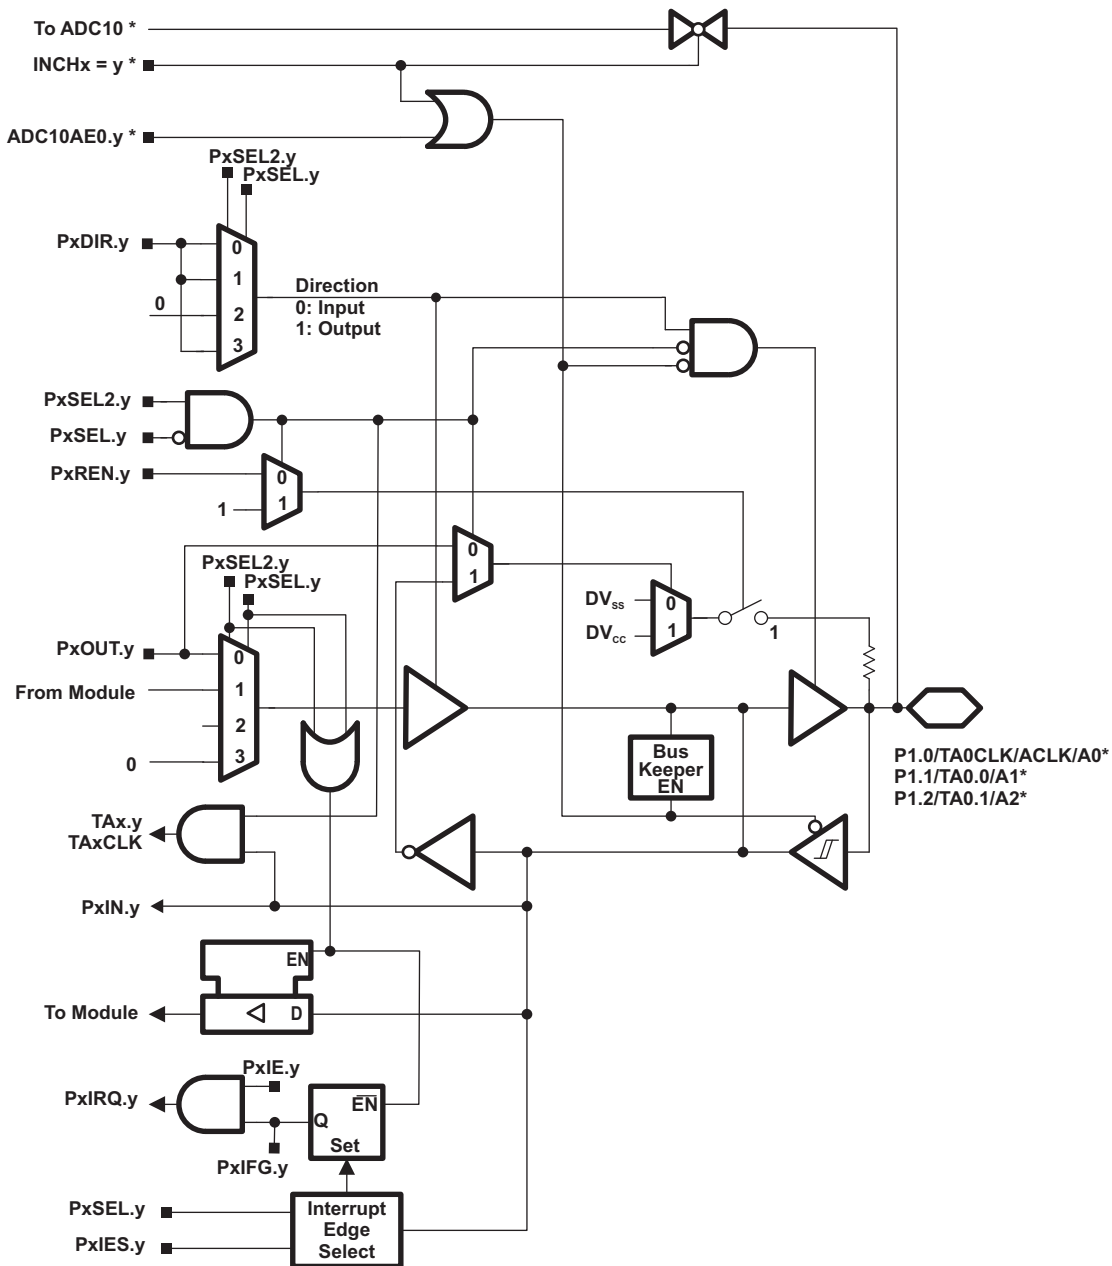 To ADC10 *
INCHx = y *
ADC10AE0.y *
PxSEL2.y
PxSEL.y
PxDIR.y
0
1
0
2
3
Direction
0: Input
1: Output
PxSEL2.y
PxSEL.y
PxREN.y
0
1
1
PxSEL2.y
PxSEL.y
0
1
DVSS
0
DVCC
1
1
PxOUT.y
0
From Module
1
2
0
3
Bus
Keeper
EN
P1.0/TA0CLK/ACLK/A0*
P1.1/TA0.0/A1*
P1.2/TA0.1/A2*
TAx.y
TAxCLK
PxIN.y
EN
To Module
D
PxIE.y
PxIRQ.y
EN
Q
Set
PxIFG.y
PxSEL.y
PxIES.y
Interrupt
Edge
Select